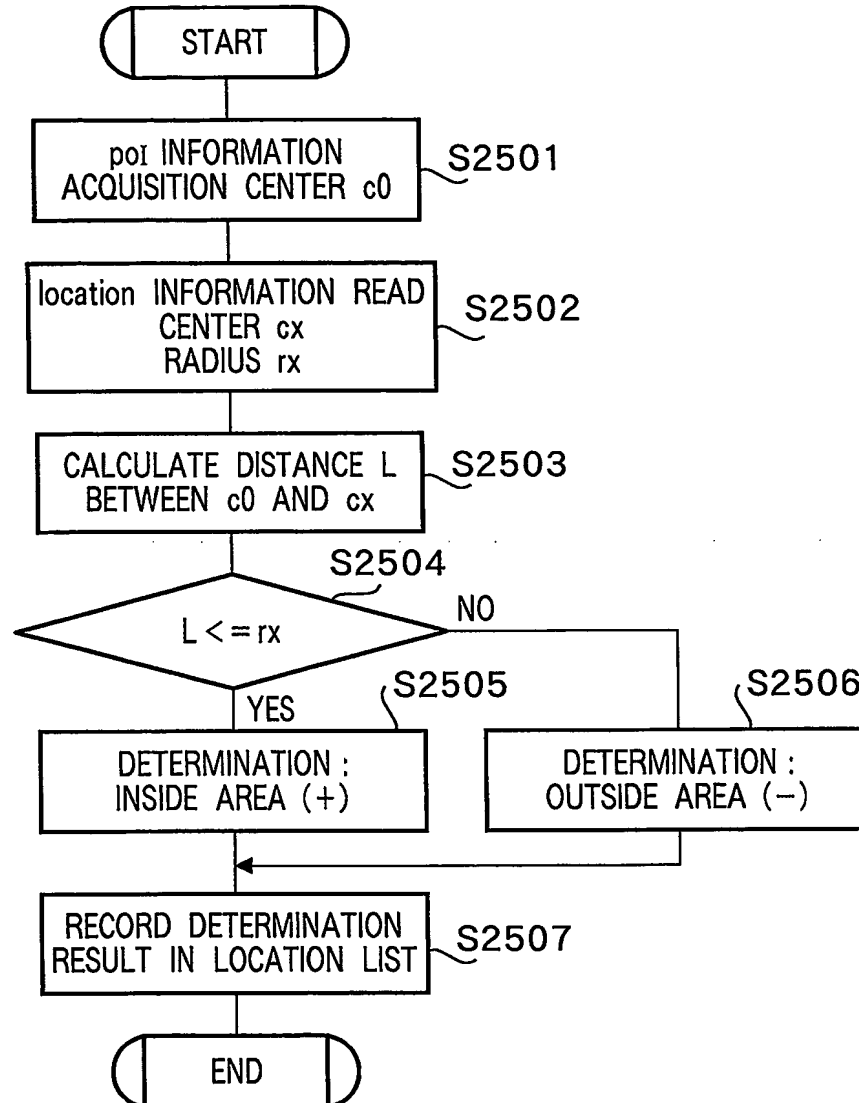 START
poI INFORMATION
ACQUISITION CENTER c0
S2501
location INFORMATION READ
CENTER cx
RADIUS rx
S2502
CALCULATE DISTANCE L
BETWEEN c0 AND cx
S2503
S2504
L<=rx
NO
YES
S2505
DETERMINATION:
INSIDE AREA (+)
S2506
DETERMINATION:
OUTSIDE AREA (−)
RECORD DETERMINATION
RESULT IN LOCATION LIST
S2507
END